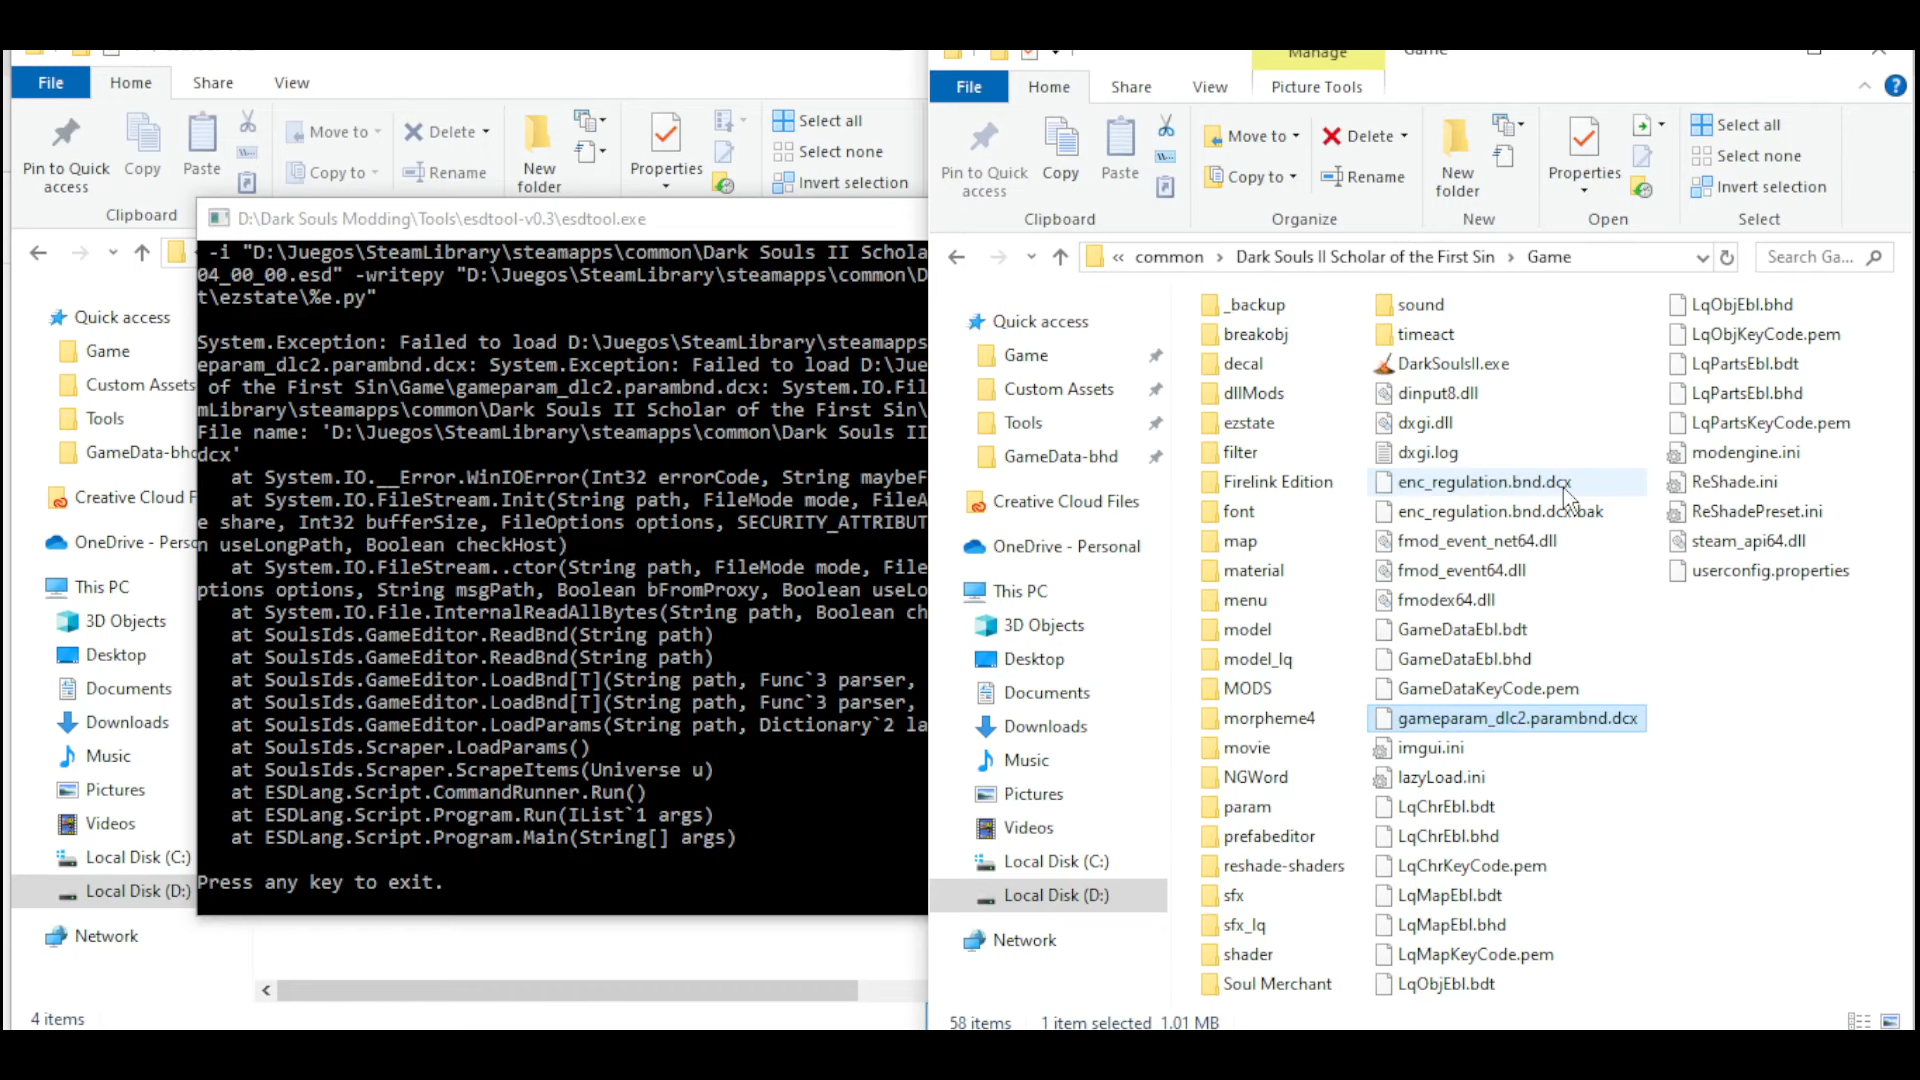 File
Home
Share
View
Pin to Quick
access
Copy
Paste
Move to
Copy to
Delete
Rename
New
folder
Properties
Select all
Select none
Invert selection
Clipboard
Quick access
Game
Custom Assets
Tools
GameData-bhd
Creative Cloud F
OneDrive - Perso
This PC
3D Objects
Desktop
Documents
Downloads
Music
Pictures
Videos
Local Disk (C:)
Local Disk (D:)
Network
4 items
D:\Dark Souls Modding\Tools\esdtool-v0.3\esdtool.exe
-i "D:\Juegos\SteamLibrary\steamapps\common\Dark Souls II Schola
04_00_00.esd" -writepy "D:\Juegos\SteamLibrary\steamapps\common\D
t\ezstate\%e.py"
System.Exception: Failed to load D:\Juegos\SteamLibrary\steamapps
eparam_dlc2.parambnd.dcx: System.Exception: Failed to load D:\Jue
of the First Sin\Game\gameparam_dlc2.parambnd.dcx: System.IO.Fil
mLibrary\steamapps\common\Dark Souls II Scholar of the First Sin\
File name: 'D:\Juegos\SteamLibrary\steamapps\common\Dark Souls II
dcx'
at System.IO.__Error.WinIOError(Int32 errorCode, String maybeF
at System.IO.FileStream.Init(String path, FileMode mode, FileA
e share, Int32 bufferSize, FileOptions options, SECURITY_ATTRIBUT
n useLongPath, Boolean checkHost)
at System.IO.FileStream..ctor(String path, FileMode mode, File
ptions options, String msgPath, Boolean bFromProxy, Boolean useLo
at System.IO.File.InternalReadAllBytes(String path, Boolean ch
at SoulsIds.GameEditor.ReadBnd(String path)
at SoulsIds.GameEditor.ReadBnd(String path)
at SoulsIds.GameEditor.LoadBnd[T](String path, Func`3 parser,
at SoulsIds.GameEditor.LoadBnd[T](String path, Func`3 parser,
at SoulsIds.GameEditor.LoadParams(String path, Dictionary`2 la
at SoulsIds.Scraper.LoadParams()
at SoulsIds.Scraper.ScrapeItems(Universe u)
at ESDLang.Script.CommandRunner.Run()
at ESDLang.Script.Program.Run(IList`1 args)
at ESDLang.Script.Program.Main(String[] args)
Press any key to exit.
Manage
Game
File
Home
Share
View
Picture Tools
Pin to Quick
access
Copy
Paste
Move to
Copy to
Delete
Rename
New
folder
Properties
Select all
Select none
Invert selection
Clipboard
Organize
New
Open
Select
« common > Dark Souls II Scholar of the First Sin > Game
Search Ga...
Quick access
Game
Custom Assets
Tools
GameData-bhd
Creative Cloud Files
OneDrive - Personal
This PC
3D Objects
Desktop
Documents
Downloads
Music
Pictures
Videos
Local Disk (C:)
Local Disk (D:)
Network
_backup
breakobj
decal
dllMods
ezstate
filter
Firelink Edition
font
map
material
menu
model
model_lq
MODS
morpheme4
movie
NGWord
param
prefabeditor
reshade-shaders
sfx
sfx_lq
shader
Soul Merchant
sound
timeact
DarkSoulsII.exe
dinput8.dll
dxgi.dll
dxgi.log
enc_regulation.bnd.dcx
enc_regulation.bnd.dcx.bak
fmod_event_net64.dll
fmod_event64.dll
fmodex64.dll
GameDataEbl.bdt
GameDataEbl.bhd
GameDataKeyCode.pem
gameparam_dlc2.parambnd.dcx
imgui.ini
lazyLoad.ini
LqChrEbl.bdt
LqChrEbl.bhd
LqChrKeyCode.pem
LqMapEbl.bdt
LqMapEbl.bhd
LqMapKeyCode.pem
LqObjEbl.bdt
LqObjEbl.bhd
LqObjKeyCode.pem
LqPartsEbl.bdt
LqPartsEbl.bhd
LqPartsKeyCode.pem
modengine.ini
ReShade.ini
ReShadePreset.ini
steam_api64.dll
userconfig.properties
58 items
1 item selected 1.01 MB